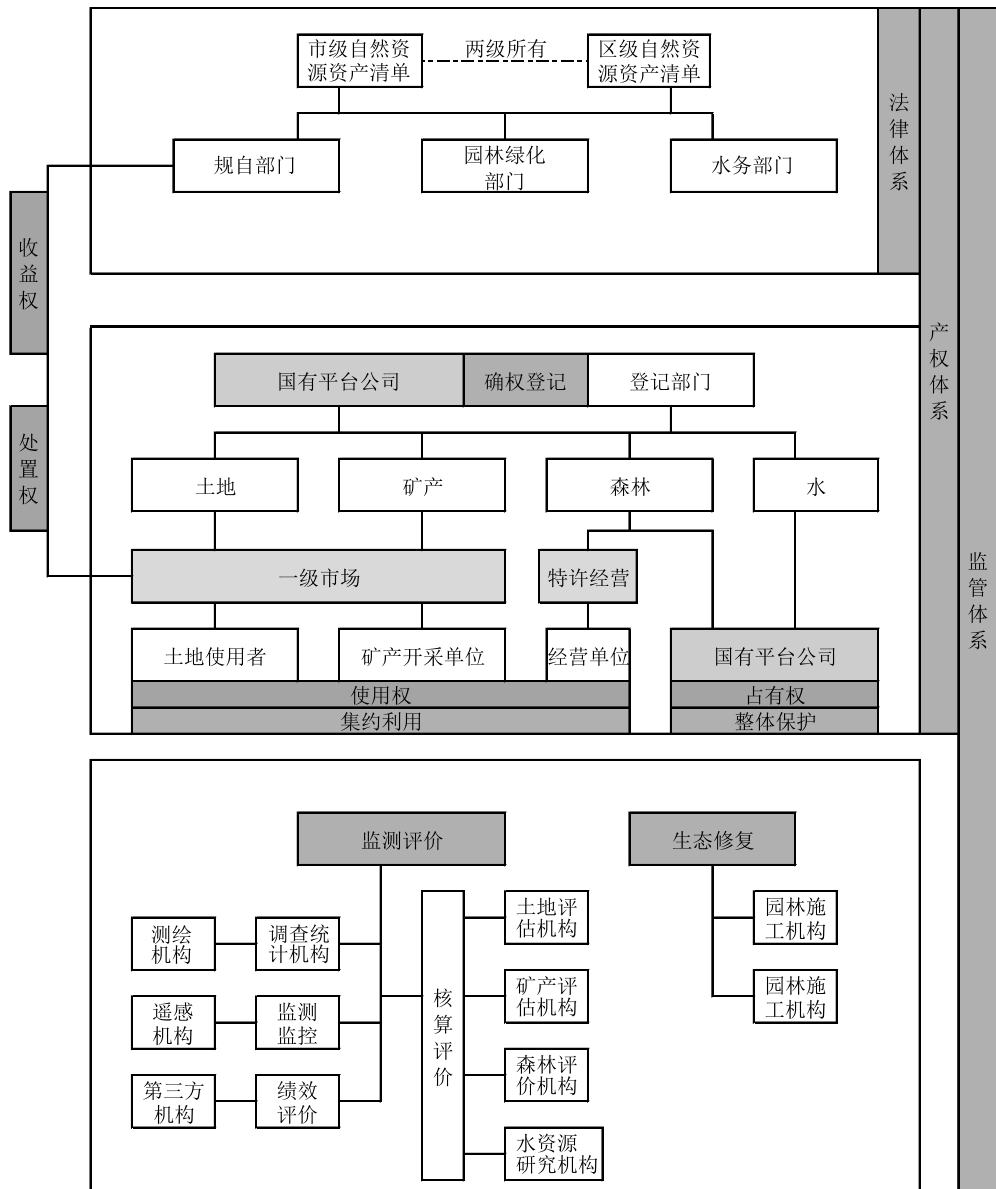 市级自然资
源资产清单
两级所有
区级自然资
源资产清单
规自部门
园林绿化
部门
水务部门
法律体系
收益权
处置权
产权体系
监管体系
国有平台公司
确权登记
登记部门
土地
矿产
森林
水
一级市场
特许经营
土地使用者
矿产开采单位
经营单位
国有平台公司
使用权
占有权
集约利用
整体保护
监测评价
生态修复
测绘
机构
调查统
计机构
遥感
机构
监测
监控
第三方
机构
绩效
评价
核算评价
土地评
估机构
矿产评
估机构
森林评
价机构
水资源
研究机构
园林施
工机构
园林施
工机构